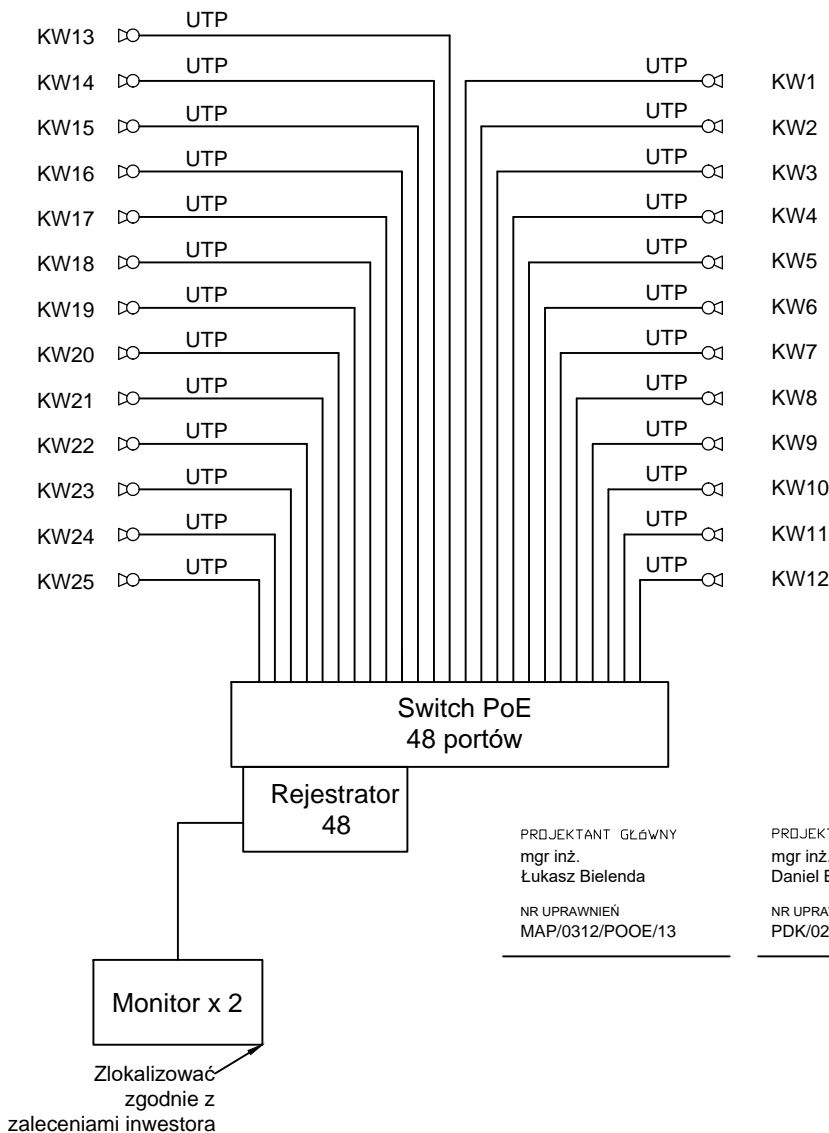 KW13 UTP
KW14 UTP UTP KW1
KW15 UTP UTP KW2
KW16 UTP UTP KW3
KW17 UTP UTP KW4
KW18 UTP UTP KW5
KW19 UTP UTP KW6
KW20 UTP UTP KW7
KW21 UTP UTP KW8
KW22 UTP UTP KW9
KW23 UTP UTP KW10
KW24 UTP UTP KW11
KW25 UTP UTP KW12
Switch PoE
48 portów
Rejestrator
48
Monitor x 2
Zlokalizować
zgodnie z
zaleceniami inwestora
PROJEKTANT GŁóWNY
mgr inż.
Łukasz Bielenda
NR UPRAWNIEŃ
MAP/0312/POOE/13
mgr inż.
Daniel
NR
PDK/02